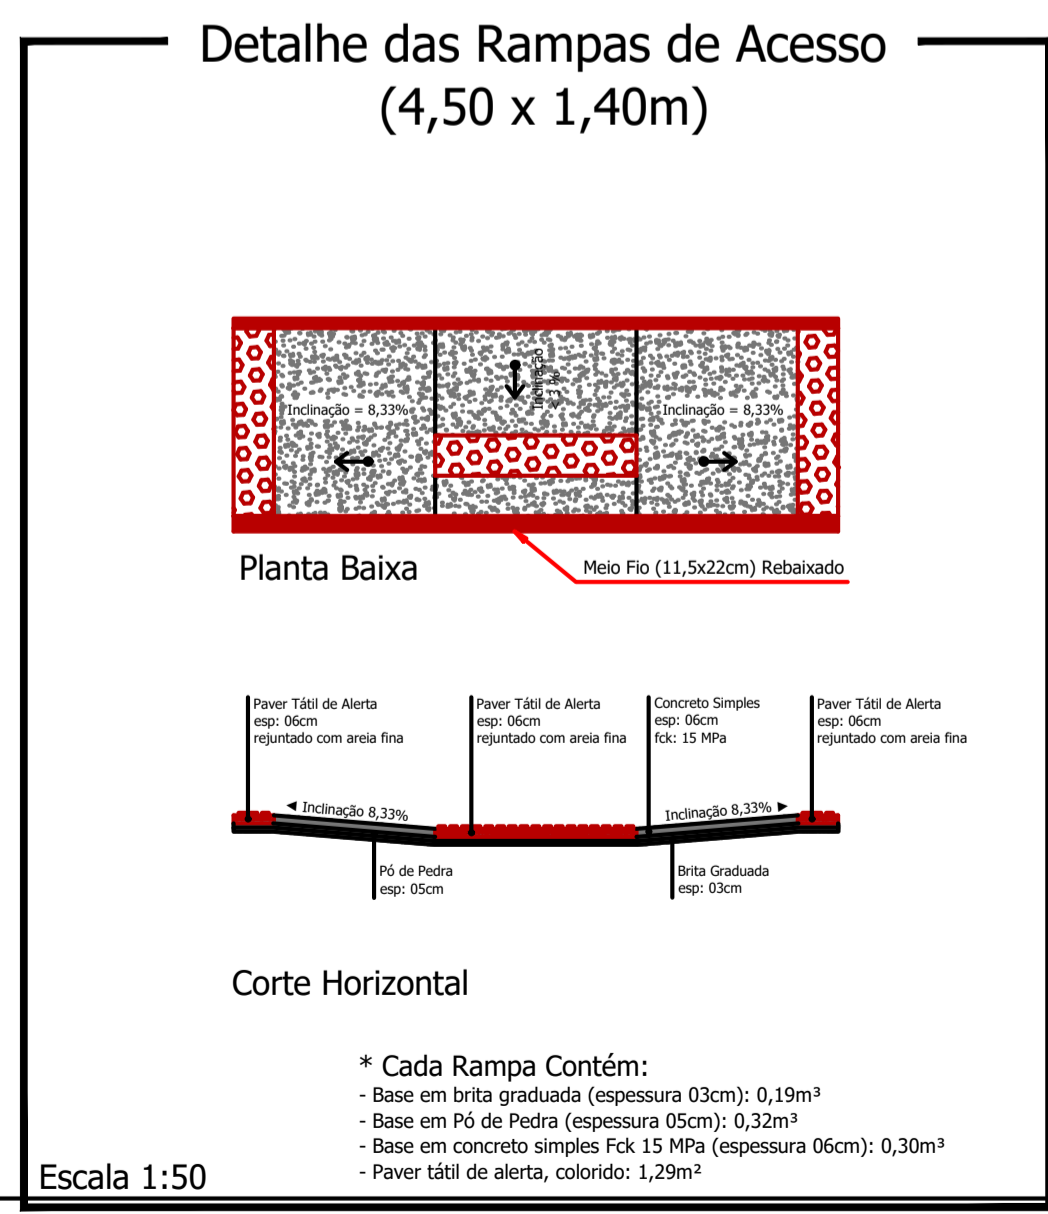 Detalhe das Rampas de Acesso
(4,50 x 1,40m)
Inclinação
< 3 %
Inclinação = 8,33%
Inclinação = 8,33%
Planta Baixa
Meio Fio (11,5x22cm) Rebaixado
Paver Tátil de Alerta
esp: 06cm
rejuntado com areia fina
Paver Tátil de Alerta
esp: 06cm
rejuntado com areia fina
Concreto Simples
esp: 06cm
fck: 15 MPa
Paver Tátil de Alerta
esp: 06cm
rejuntado com areia fina
Inclinação 8,33%
Inclinação 8,33%
Pó de Pedra
esp: 05cm
Brita Graduada
esp: 03cm
Corte Horizontal
* Cada Rampa Contém:
- Base em brita graduada (espessura 03cm): 0,19m³
- Base em Pó de Pedra (espessura 05cm): 0,32m³
- Base em concreto simples Fck 15 MPa (espessura 06cm): 0,30m³
- Paver tátil de alerta, colorido: 1,29m²
Escala 1:50